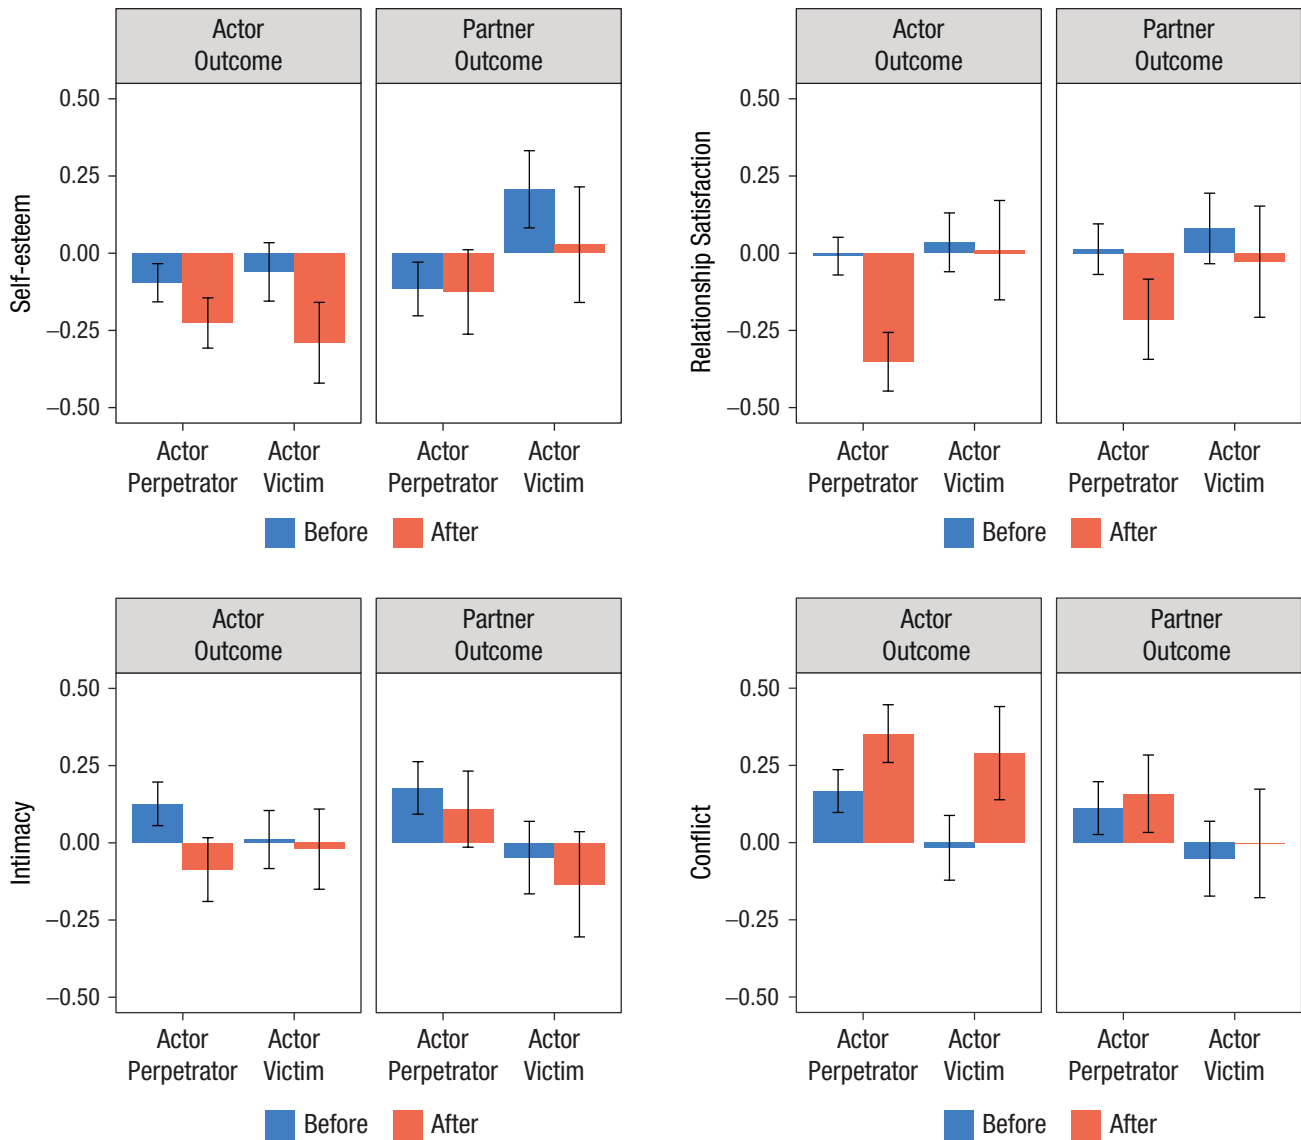 Actor
Outcome
Partner
Outcome
Self-esteem
0.50
0.25
0.00
–0.25
–0.50
Actor
Perpetrator
Actor
Victim
Actor
Perpetrator
Actor
Victim
Before
After
Actor
Outcome
Partner
Outcome
Relationship Satisfaction
0.50
0.25
0.00
–0.25
–0.50
Actor
Perpetrator
Actor
Victim
Actor
Perpetrator
Actor
Victim
Before
After
Actor
Outcome
Partner
Outcome
Intimacy
0.50
0.25
0.00
–0.25
–0.50
Actor
Perpetrator
Actor
Victim
Actor
Perpetrator
Actor
Victim
Before
After
Actor
Outcome
Partner
Outcome
Conflict
0.50
0.25
0.00
–0.25
–0.50
Actor
Perpetrator
Actor
Victim
Actor
Perpetrator
Actor
Victim
Before
After